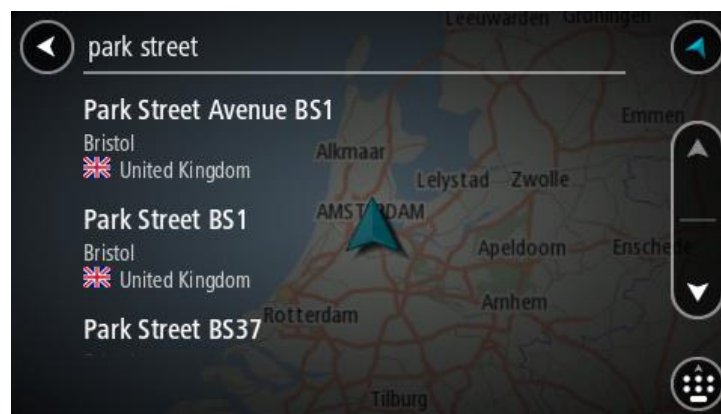 Leeuwarden Groningen
park street
Park Street Avenue BS1
Bristol
United Kingdom
Emmen
Alkmaar
Lelystad Zwolle
Park Street BS1
Bristol
United Kingdom
AMSTERDAM
Apeldoorn
Arnhem
Rotterdam
Park Street BS37
Tilburg